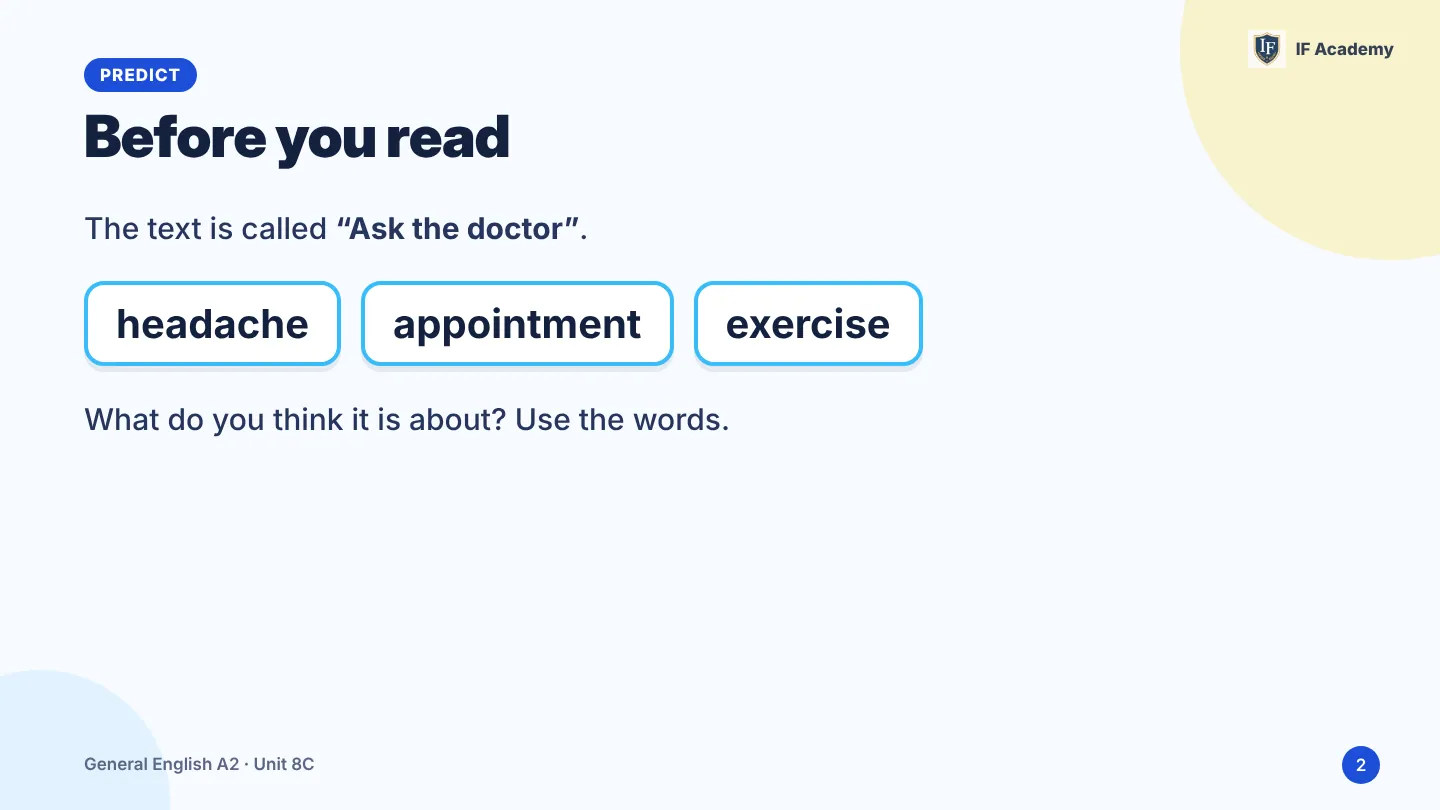 IF
IF Academy
PREDICT
Before you read
The text is called “Ask the doctor”.
headache
appointment
exercise
What do you think it is about? Use the words.
General English A2 · Unit 8C
2